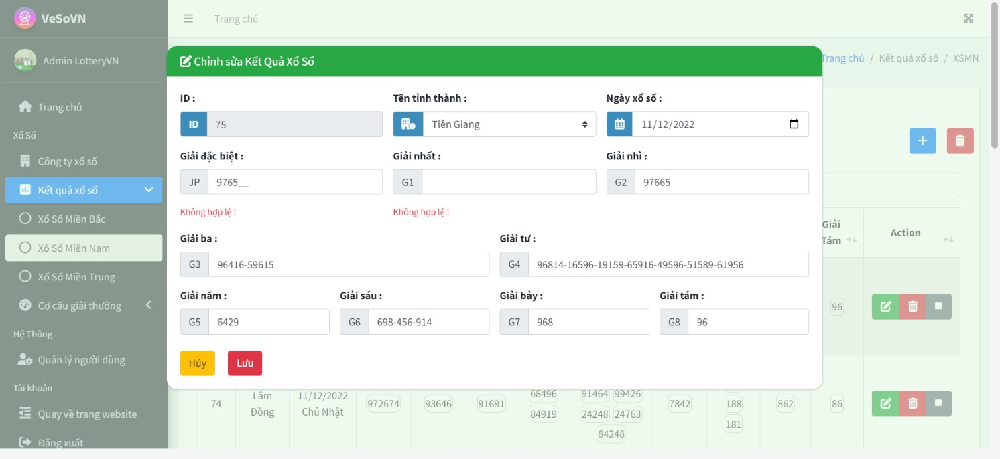 VeSoVN
Trang chủ
Admin LotteryVN
Trang chủ / Kết quả xổ số / XSMN
Trang chủ
Xổ Số
Công ty xổ số
Kết quả xổ số
Xổ Số Miền Bắc
Xổ Số Miền Nam
Xổ Số Miền Trung
Cơ cấu giải thưởng
Hệ Thống
Quản lý người dùng
Tài khoản
Quay về trang website
Đăng xuất
Chỉnh sửa Kết Quả Xổ Số
ID : Tên tỉnh thành : Ngày xổ số :
ID 75 Tiền Giang 11/12/2022
Giải đặc biệt : Giải nhất : Giải nhì :
JP 9765__ G1 G2 97665
Không hợp lệ ! Không hợp lệ !
Giải ba : Giải tư :
G3 96416-59615 G4 96814-16596-19159-65916-49596-51589-61956
Giải năm : Giải sáu : Giải bảy : Giải tám :
G5 6429 G6 698-456-914 G7 968 G8 96
Hủy Lưu
Giải
Tám
Action
96
68496 91464 99426
Lâm 11/12/2022
74 972674 93646 91691 7842 188 862 86
Đồng Chủ Nhật
84919 24248 24763
181
84248